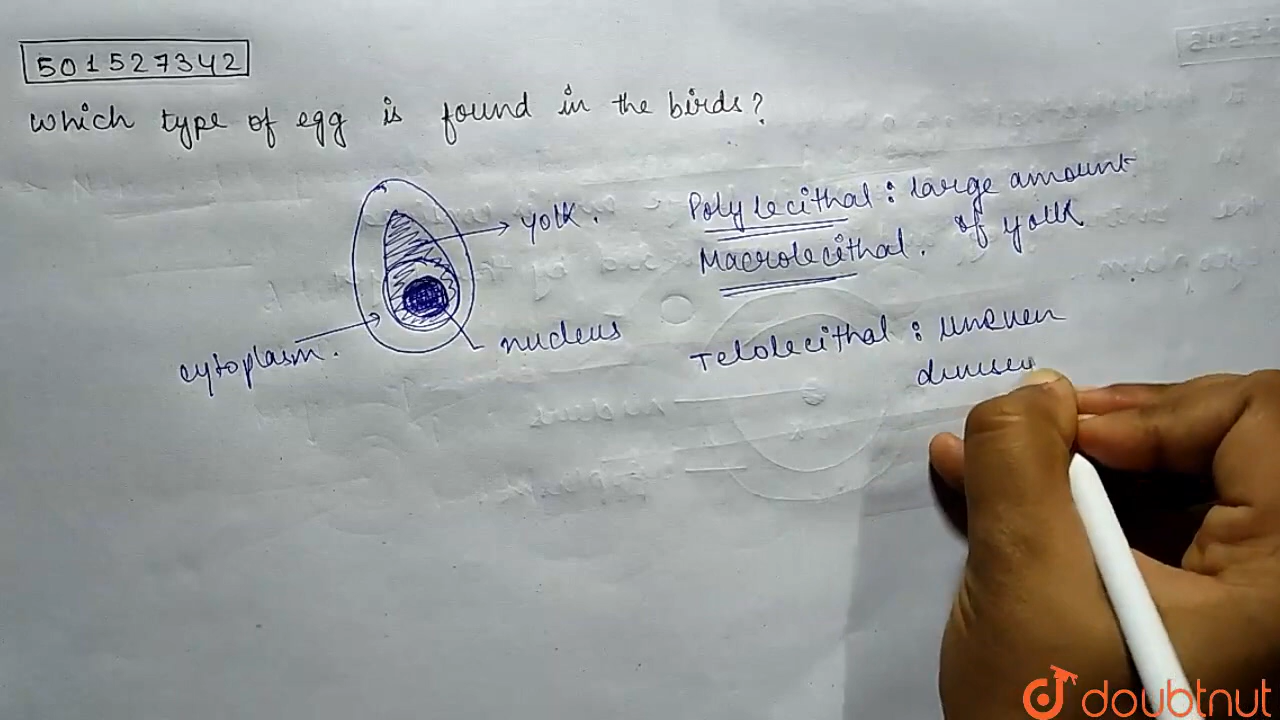 501527342
Which type of egg is found in the birds?
yolk.
cytoplasm.
nucleus
Polylecithal: large amount
of yolk
Macrolecithal.
Telolecithal: uneven
doubtnut